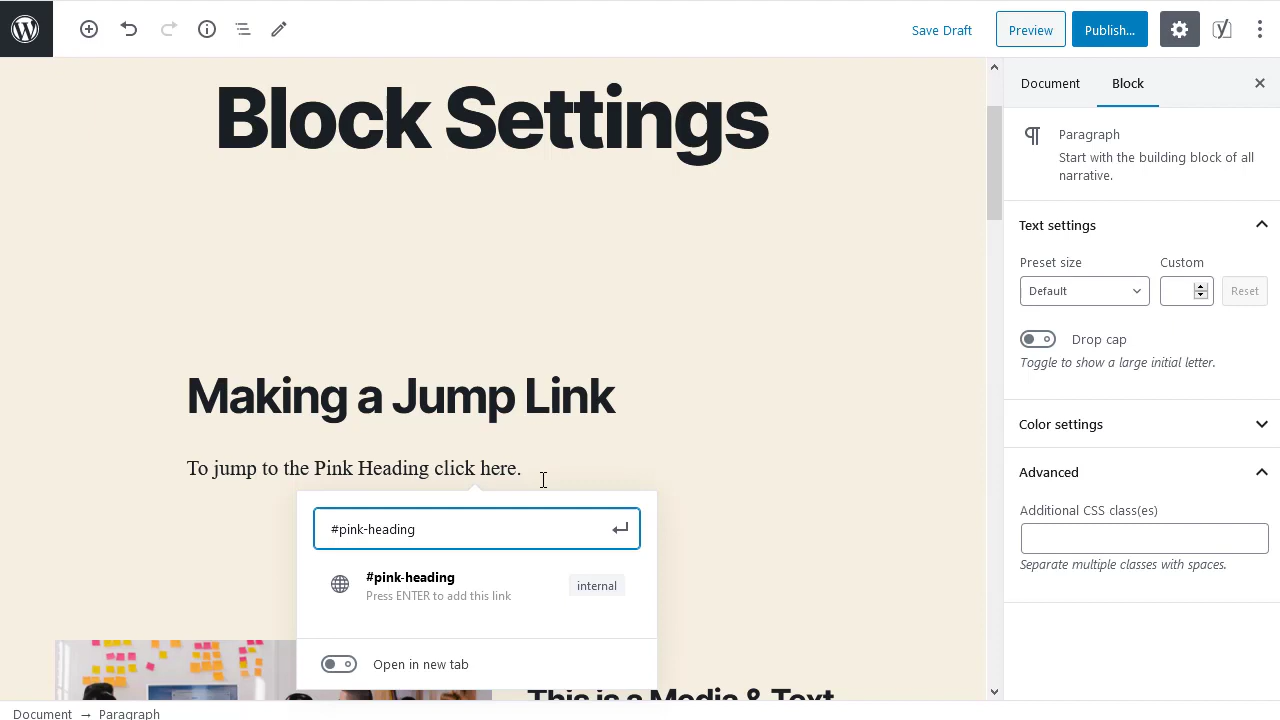 Save Draft
Preview
Publish...
Block Settings
Making a Jump Link
To jump to the Pink Heading click here.
#pink-heading
#pink-heading
Press ENTER to add this link
internal
Open in new tab
This is a Media & Text
Document
Block
Paragraph
Start with the building block of all
narrative.
Text settings
Preset size
Custom
Default
Reset
Drop cap
Toggle to show a large initial letter.
Color settings
Advanced
Additional CSS class(es)
Separate multiple classes with spaces.
Document → Paragraph